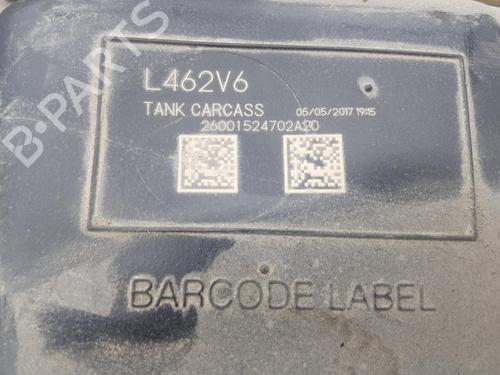 B-PARTS
L462V6
TANK CARCASS 05/05/2017 19:15
26001524702A20
BARCODE LABEL